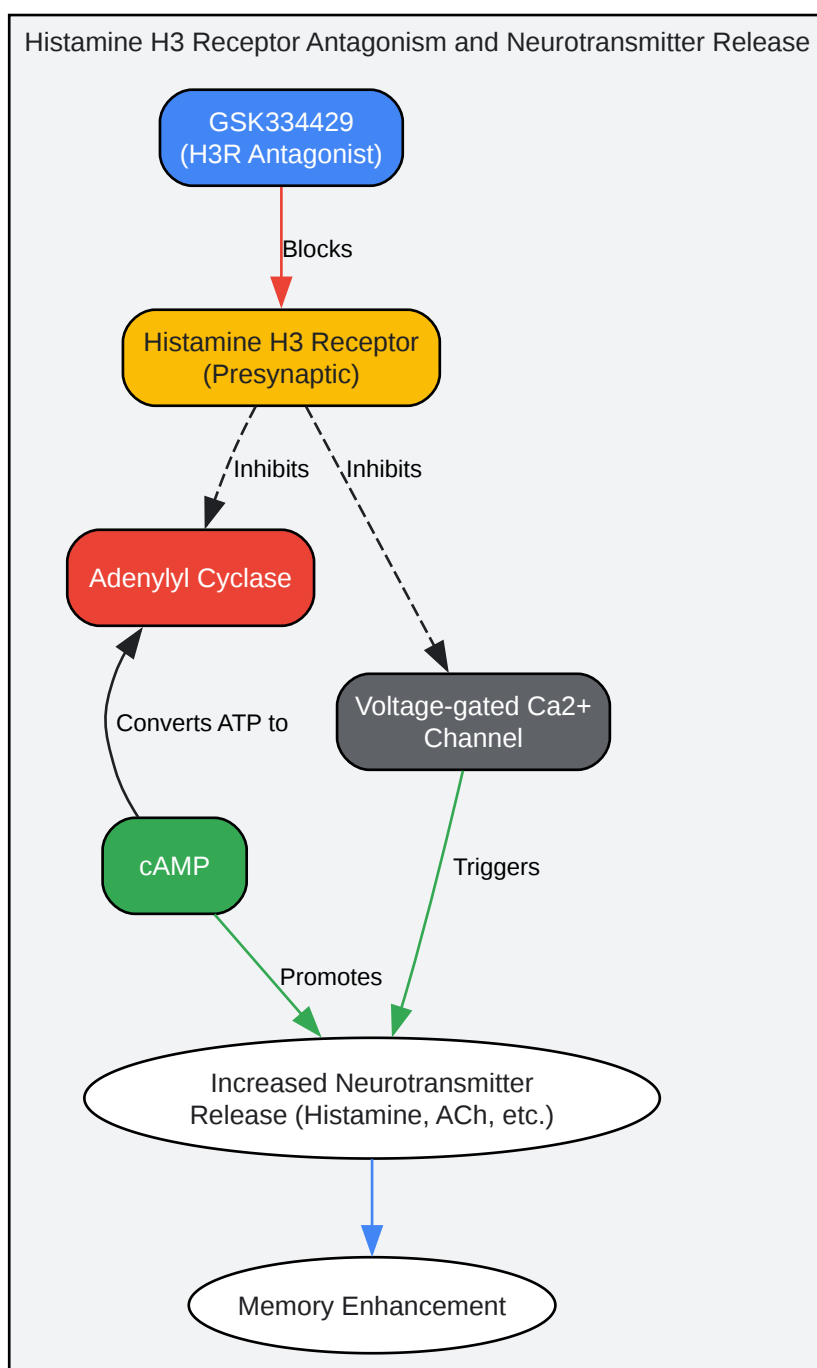 Histamine H3 Receptor Antagonism and Neurotransmitter Release
GSK334429
(H3R Antagonist)
Blocks
Histamine H3 Receptor
(Presynaptic)
Inhibits
Inhibits
Adenylyl Cyclase
Voltage-gated Ca2+
Channel
Converts ATP to
cAMP
Triggers
Promotes
Increased Neurotransmitter
Release (Histamine, ACh, etc.)
Memory Enhancement